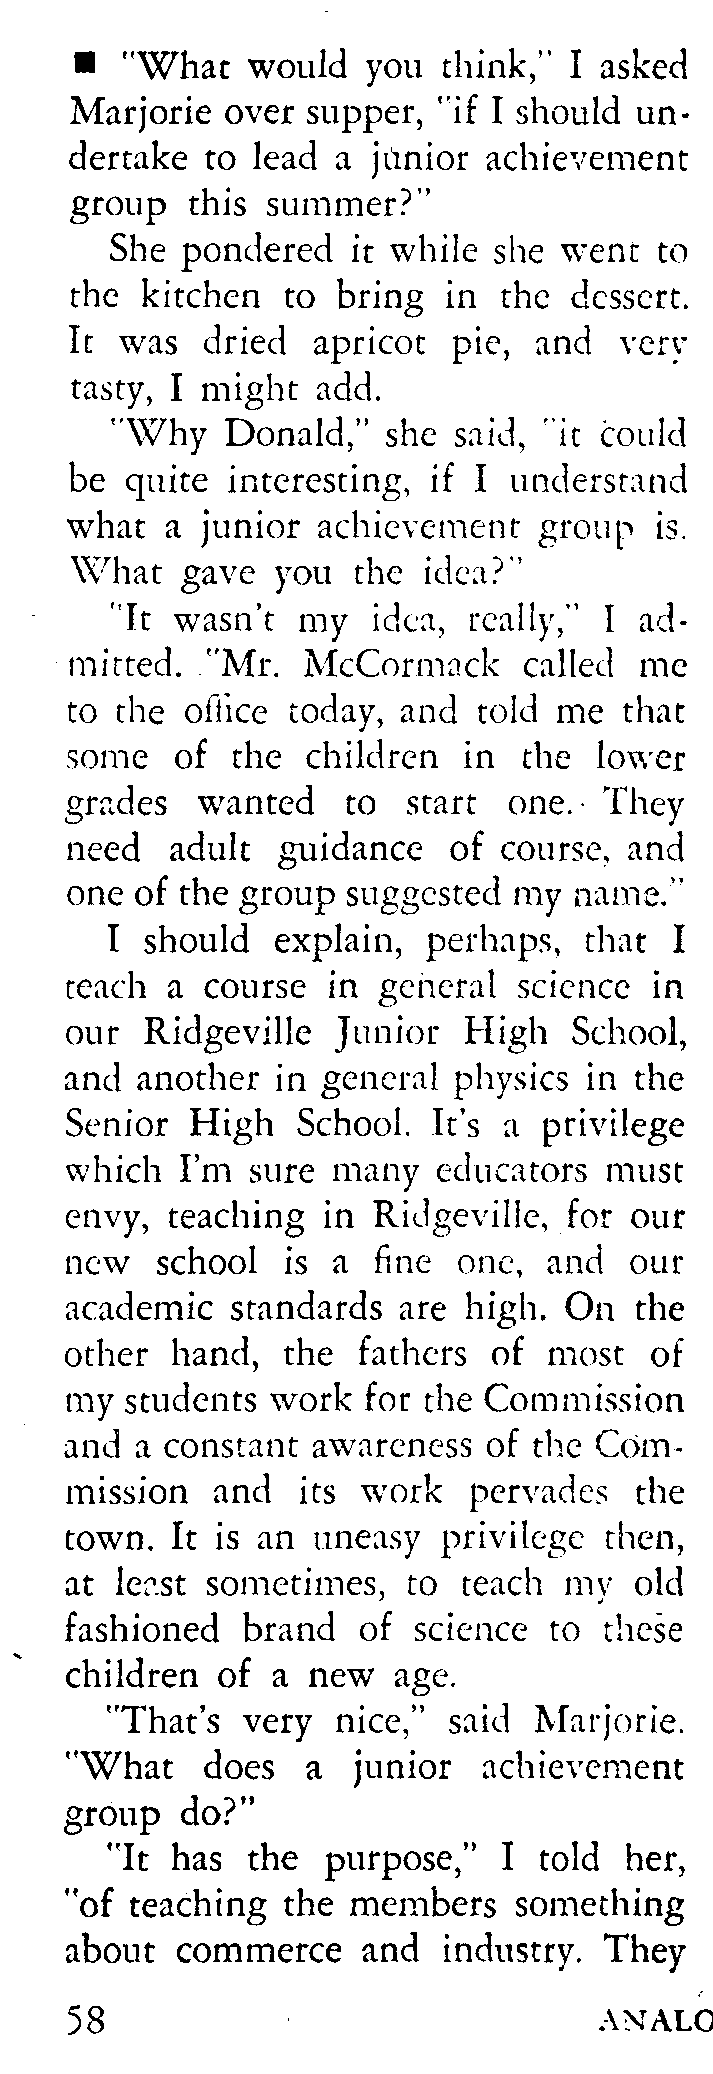 ■ "What would you think," I asked
Marjorie over supper, "if I should un-
dertake to lead a junior achievement
group this summer?"
She pondered it while she went to
the kitchen to bring in the dessert.
It was dried apricot pie, and very
tasty, I might add.
"Why Donald," she said, "it could
be quite interesting, if I understand
what a junior achievement group is.
What gave you the idea?"
"It wasn't my idea, really," I ad-
mitted. "Mr. McCormack called me
to the office today, and told me that
some of the children in the lower
grades wanted to start one. They
need adult guidance of course, and
one of the group suggested my name."
I should explain, perhaps, that I
teach a course in general science in
our Ridgeville Junior High School,
and another in general physics in the
Senior High School. It's a privilege
which I'm sure many educators must
envy, teaching in Ridgeville, for our
new school is a fine one, and our
academic standards are high. On the
other hand, the fathers of most of
my students work for the Commission
and a constant awareness of the Com-
mission and its work pervades the
town. It is an uneasy privilege then,
at least sometimes, to teach my old
fashioned brand of science to these
children of a new age.
"That's very nice," said Marjorie.
"What does a junior achievement
group do?"
"It has the purpose," I told her,
"of teaching the members something
about commerce and industry. They
58 ANALO